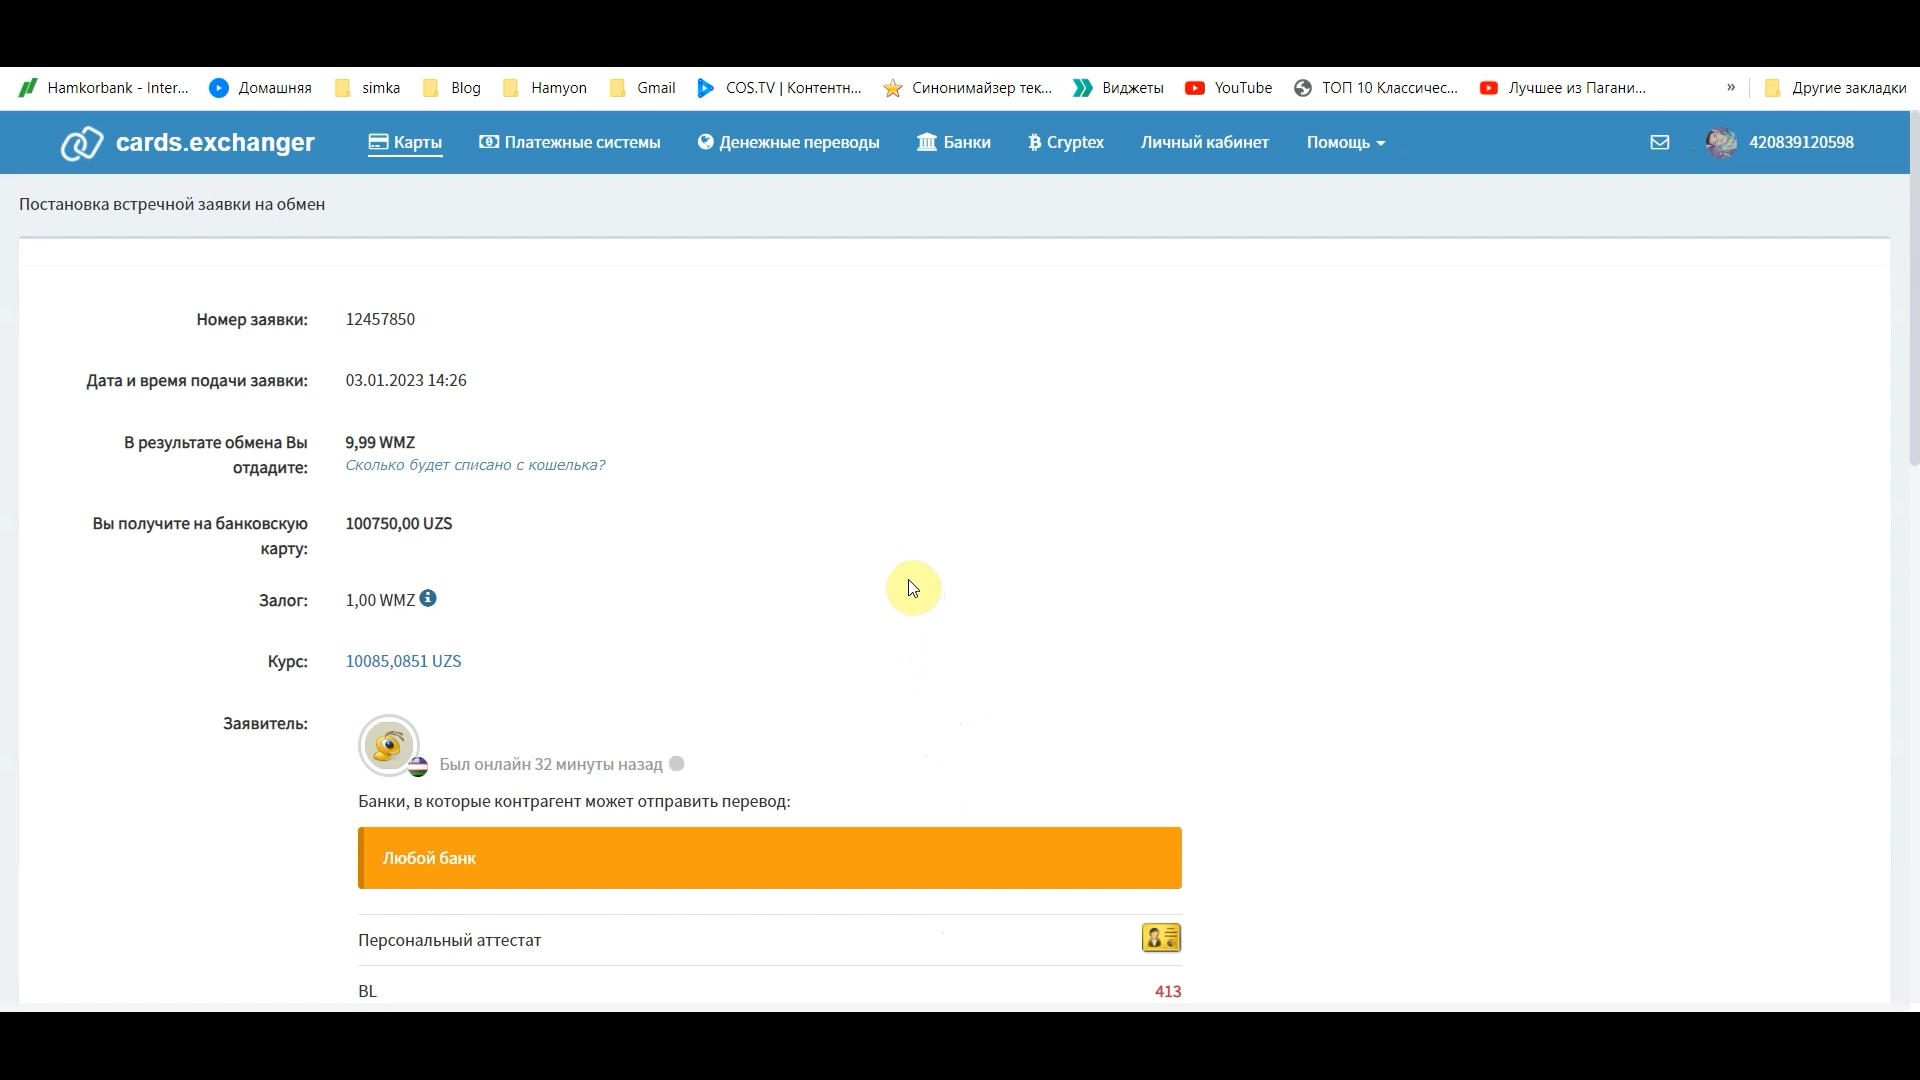 Hamkorbank - Inter... Домашняя simka Blog Hamyon Gmail COS.TV | Контентн... Синонимайзер тек... Виджеты YouTube ТОП 10 Классичес... Лучшее из Пагани... » Другие закладки
cards.exchanger Карты Платежные системы Денежные переводы Банки Cryptex Личный кабинет Помощь 420839120598
Постановка встречной заявки на обмен
Номер заявки: 12457850
Дата и время подачи заявки: 03.01.2023 14:26
В результате обмена Вы 9,99 WMZ
отдадите: Сколько будет списано с кошелька?
Вы получите на банковскую 100750,00 UZS
карту:
Залог: 1,00 WMZ
Курс: 10085,0851 UZS
Заявитель:
Был онлайн 32 минуты назад
Банки, в которые контрагент может отправить перевод:
Любой банк
Персональный аттестат
BL 413